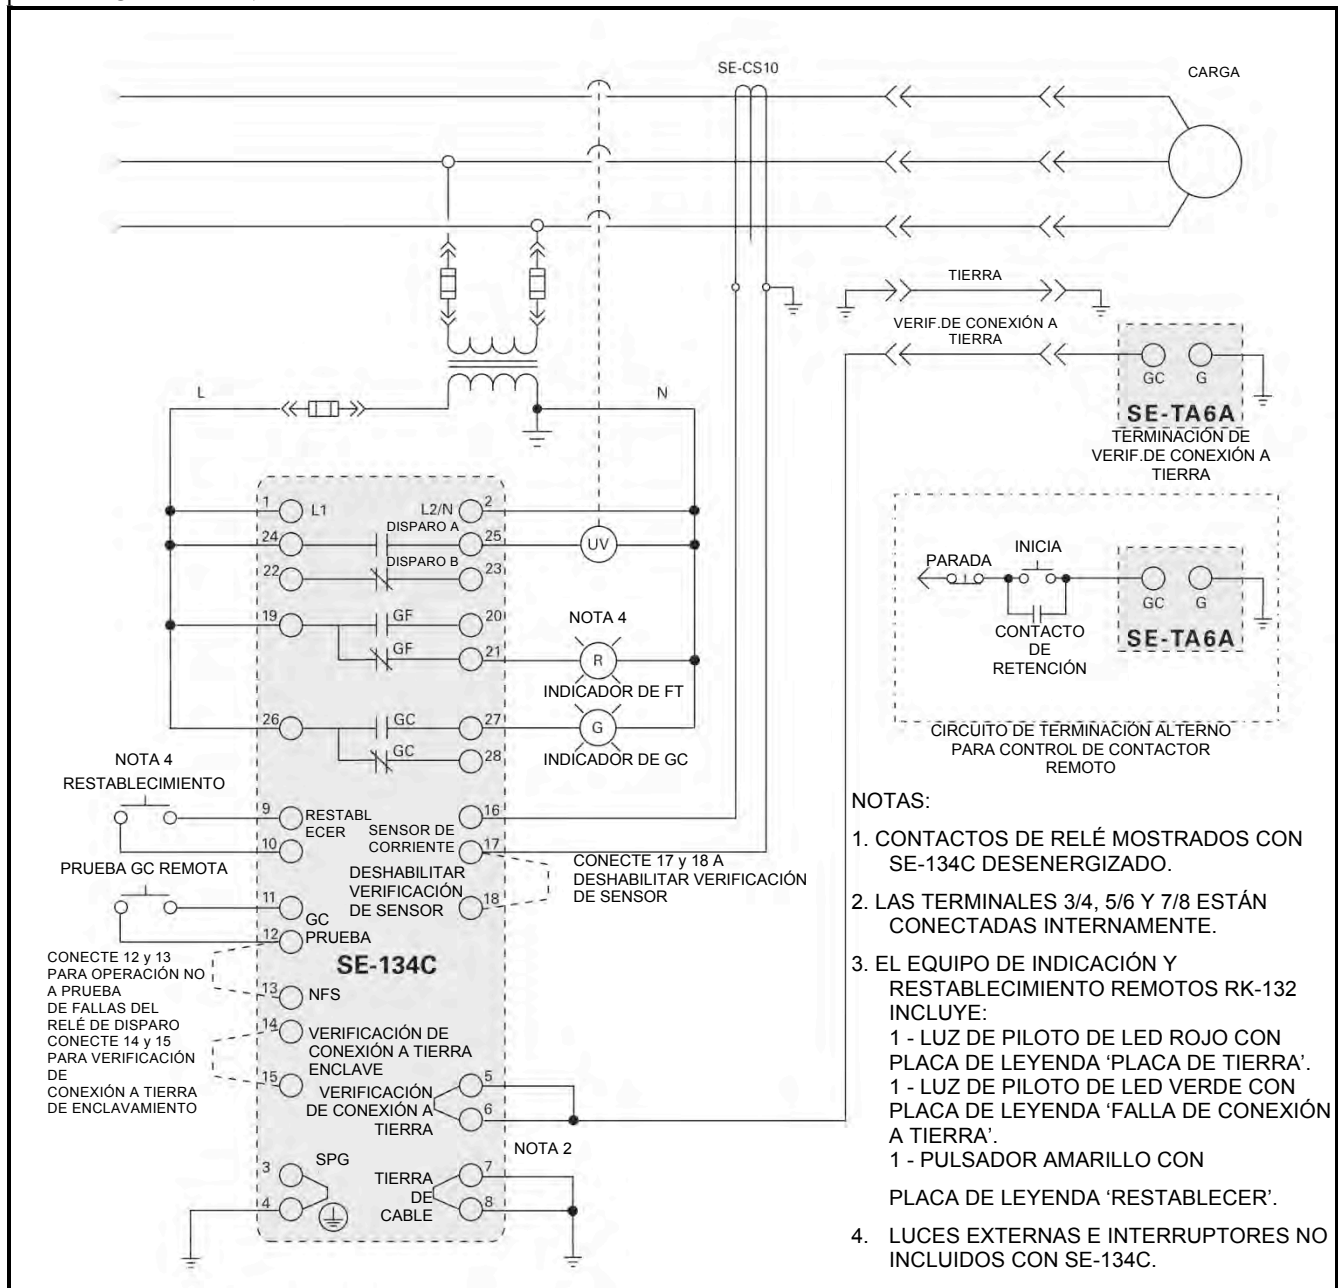 SE-CS10
CARGA
TIERRA
VERIF.DE CONEXIÓN A
TIERRA
GC G
SE-TA6A
TERMINACIÓN DE
VERIF.DE CONEXIÓN A
TIERRA
L
N
1 L1
L2/N 2
DISPARO A
24
25
UV
DISPARO B
22
23
19
GF
20
GF
21
NOTA 4
R
INDICADOR DE FT
26
GC
27
GC
28
G
INDICADOR DE GC
PARADA
INICIA
CONTACTO
DE
RETENCIÓN
GC G
SE-TA6A
CIRCUITO DE TERMINACIÓN ALTERNO
PARA CONTROL DE CONTACTOR
REMOTO
NOTA 4
RESTABLECIMIENTO
9
RESTABL
ECER
10
SENSOR DE
CORRIENTE
16
17
DESHABILITAR
VERIFICACIÓN
DE SENSOR
18
CONECTE 17 y 18 A
DESHABILITAR VERIFICACIÓN
DE SENSOR
PRUEBA GC REMOTA
11
GC
12
PRUEBA
SE-134C
CONECTE 12 y 13
PARA OPERACIÓN NO
A PRUEBA
DE FALLAS DEL
RELÉ DE DISPARO
CONECTE 14 y 15
PARA VERIFICACIÓN
DE
CONEXIÓN A TIERRA
DE ENCLAVAMIENTO
13
NFS
14
VERIFICACIÓN DE
CONEXIÓN A TIERRA
ENCLAVE
15
VERIFICACIÓN
DE CONEXIÓN A
TIERRA
5
6
NOTA 2
3
SPG
4
TIERRA
DE
CABLE
7
8
NOTAS:
1. CONTACTOS DE RELÉ MOSTRADOS CON
SE-134C DESENERGIZADO.
2. LAS TERMINALES 3/4, 5/6 Y 7/8 ESTÁN
CONECTADAS INTERNAMENTE.
3. EL EQUIPO DE INDICACIÓN Y
RESTABLECIMIENTO REMOTOS RK-132
INCLUYE:
1 - LUZ DE PILOTO DE LED ROJO CON
PLACA DE LEYENDA ‘PLACA DE TIERRA’.
1 - LUZ DE PILOTO DE LED VERDE CON
PLACA DE LEYENDA ‘FALLA DE CONEXIÓN
A TIERRA’.
1 - PULSADOR AMARILLO CON
PLACA DE LEYENDA ‘RESTABLECER’.
4. LUCES EXTERNAS E INTERRUPTORES NO
INCLUIDOS CON SE-134C.